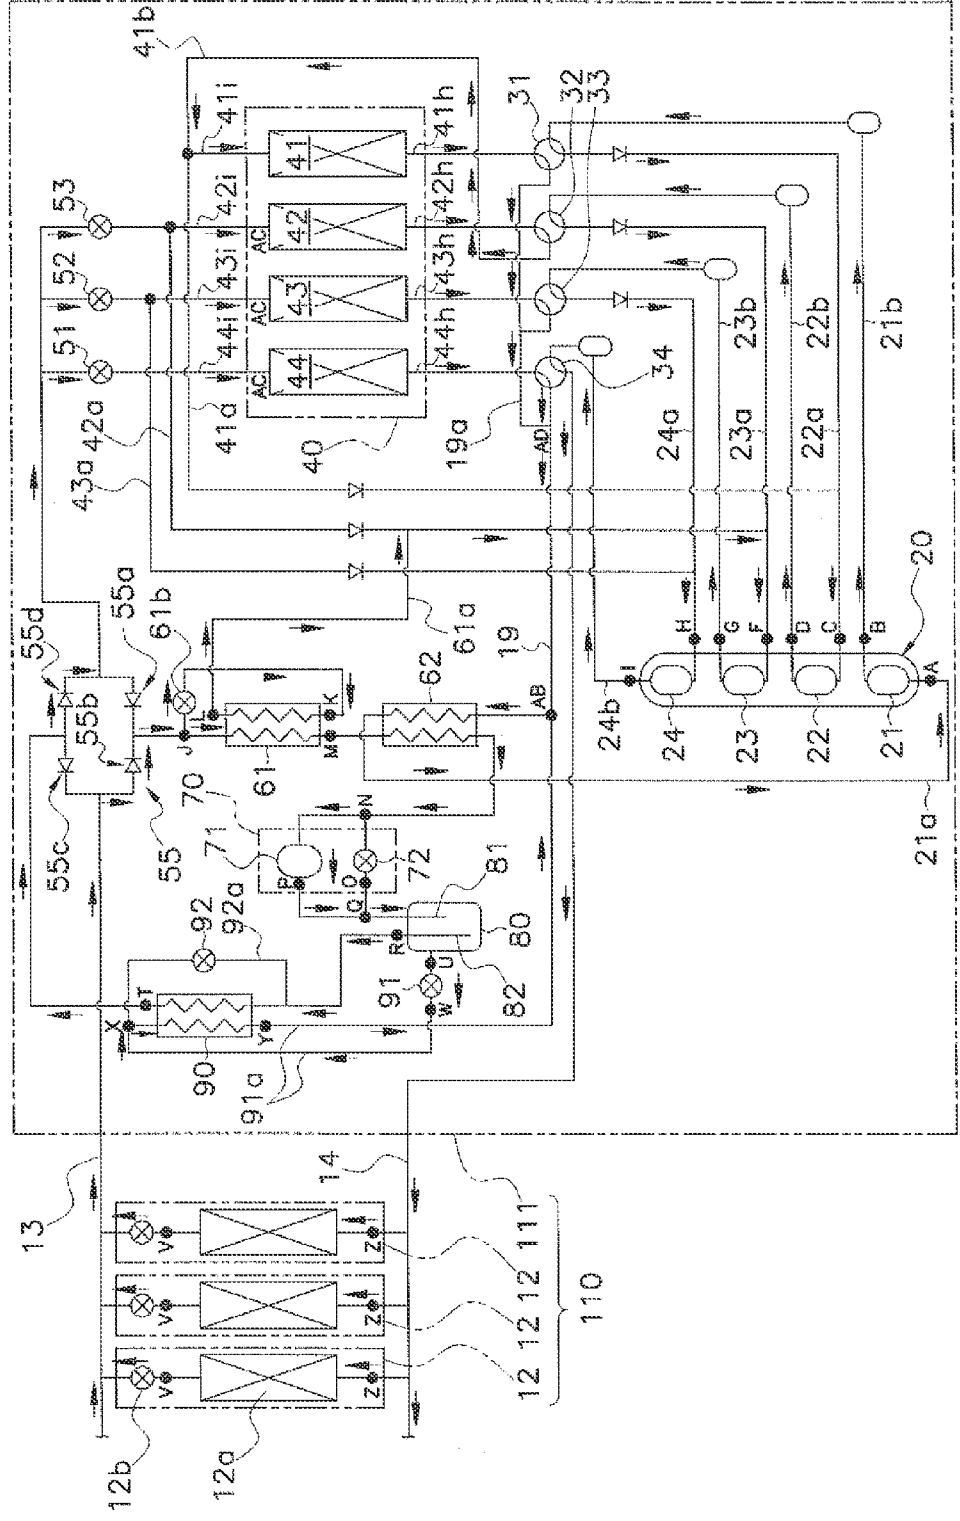 41b
53
52
51
41i
42i
43i
44i
AC
AC
AC
41
42
43
44
41h
42h
43h
44h
31
32
33
34
43a
42a
41a
40
19a
AD
24a
23a
22a
23b
22b
21b
55d
55a
61b
55b
55c
55
J
I
K
M
61
61a
62
19
AB
24b
I
H
G
F
D
C
B
A
20
24
23
22
21
21a
70
71
P
N
O
Q
72
81
80
82
R
U
91
W
92
92a
T
X
Y
90
91a
13
14
V
V
V
Z
Z
Z
111
12
12
12
110
12b
12a